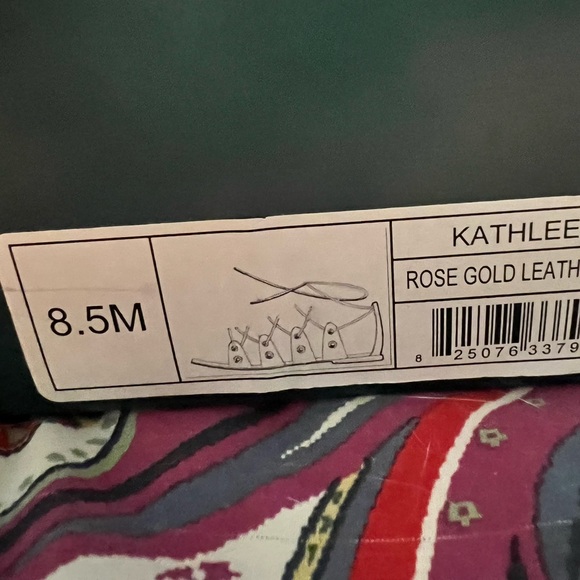 8.5M
KATHLEE
ROSE GOLD LEATH
8 25076 3379